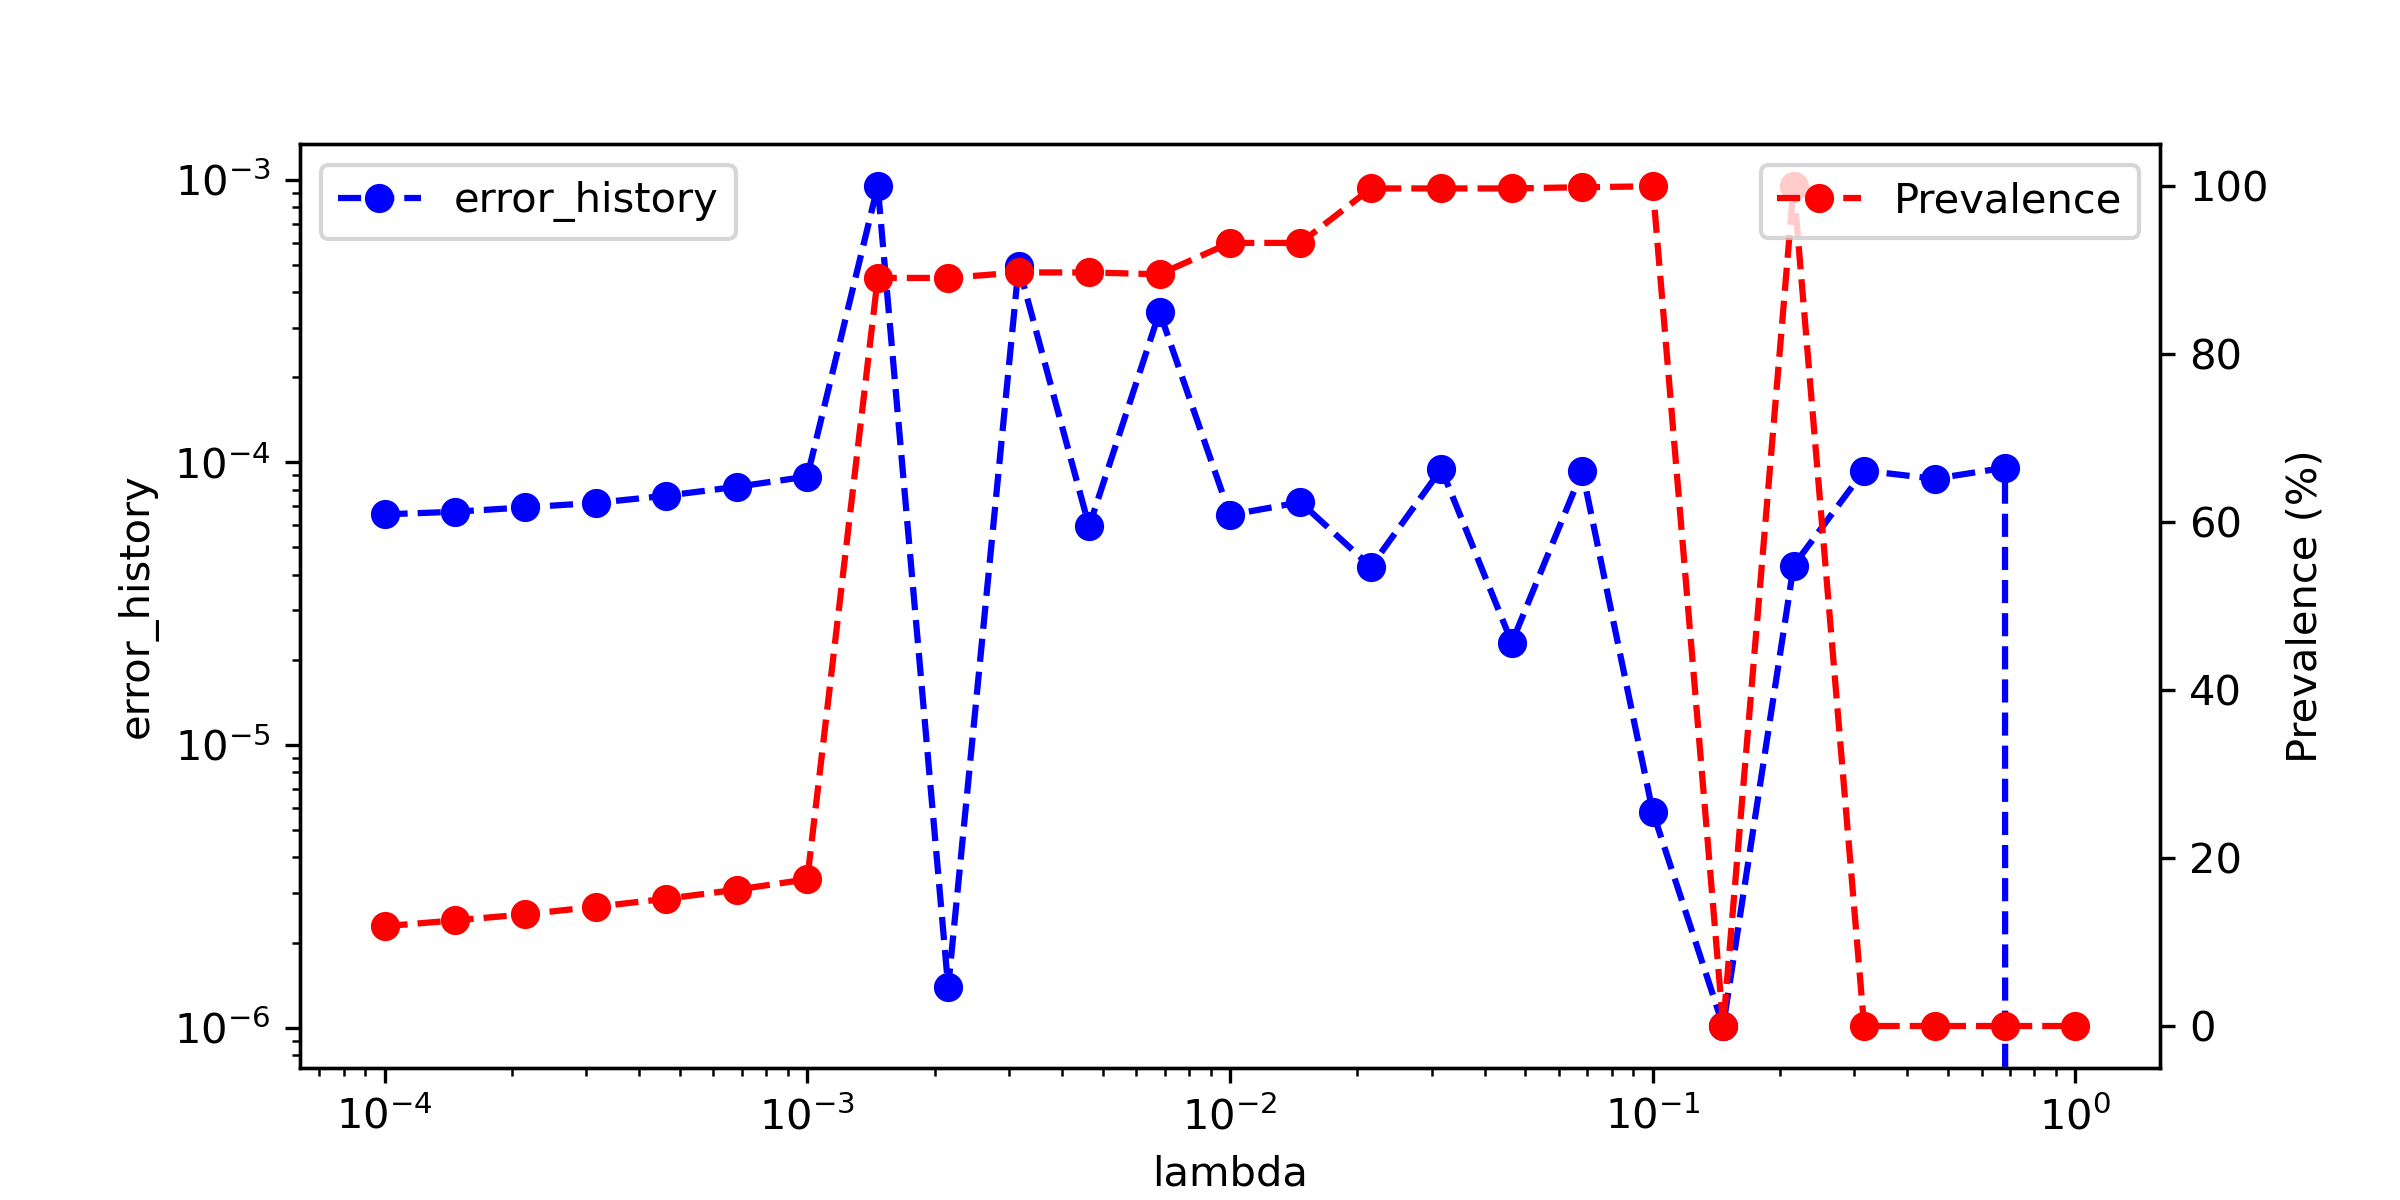 error_history
Prevalence
10⁻³
10⁻⁴
10⁻⁵
10⁻⁶
error_history
100
80
60
40
20
0
Prevalence (%)
10⁻⁴ 10⁻³ 10⁻² 10⁻¹ 10⁰
lambda